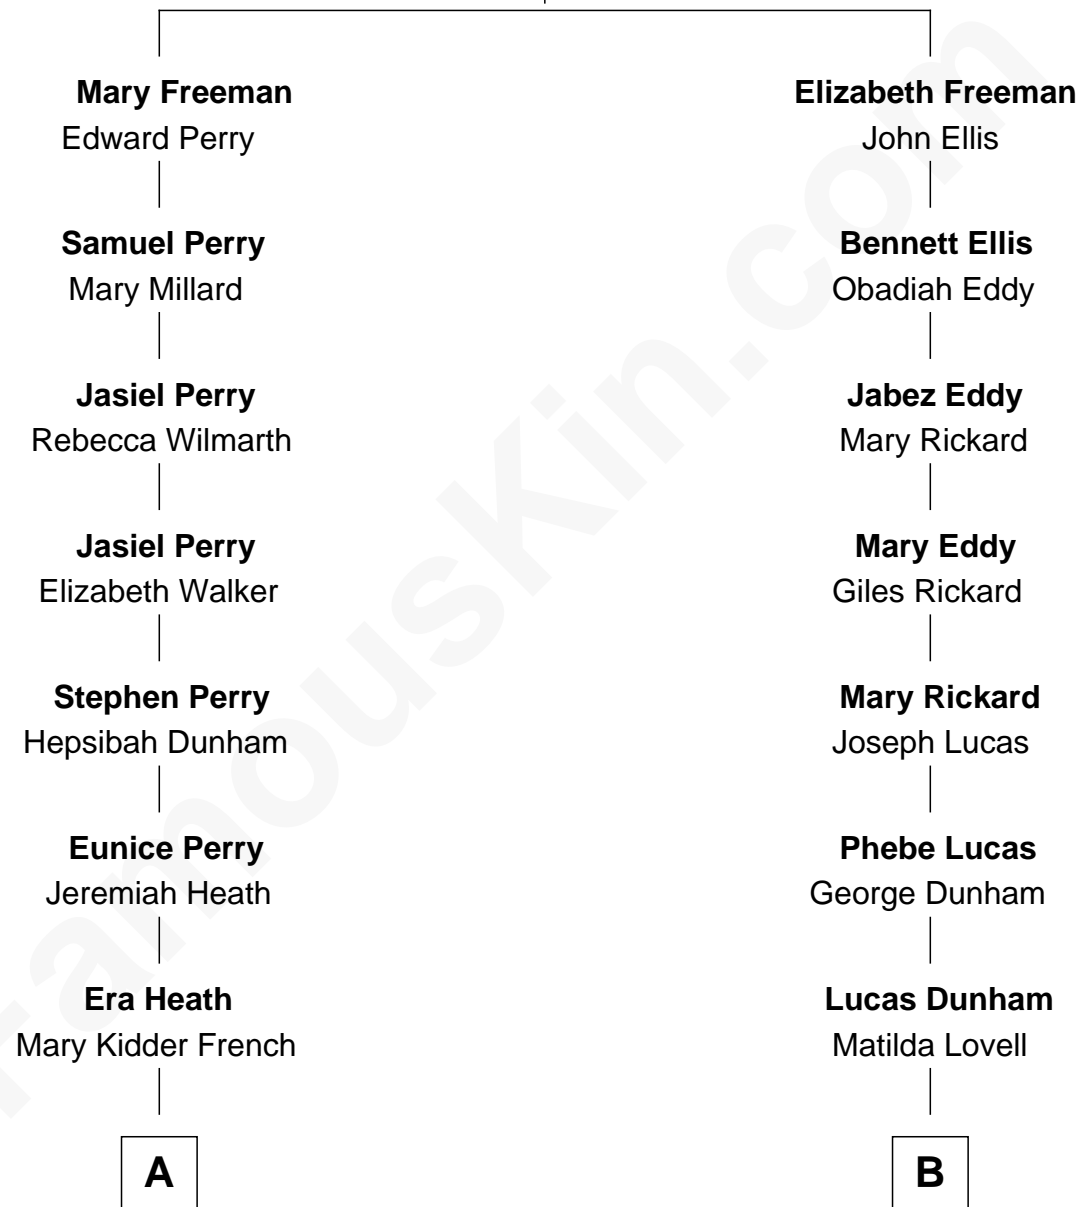 Mary Freeman
Edward Perry
Samuel Perry
Mary Millard
Jasiel Perry
Rebecca Wilmarth
Jasiel Perry
Elizabeth Walker
Stephen Perry
Hepsibah Dunham
Eunice Perry
Jeremiah Heath
Era Heath
Mary Kidder French
A
Elizabeth Freeman
John Ellis
Bennett Ellis
Obadiah Eddy
Jabez Eddy
Mary Rickard
Mary Eddy
Giles Rickard
Mary Rickard
Joseph Lucas
Phebe Lucas
George Dunham
Lucas Dunham
Matilda Lovell
B
FamousKin.com